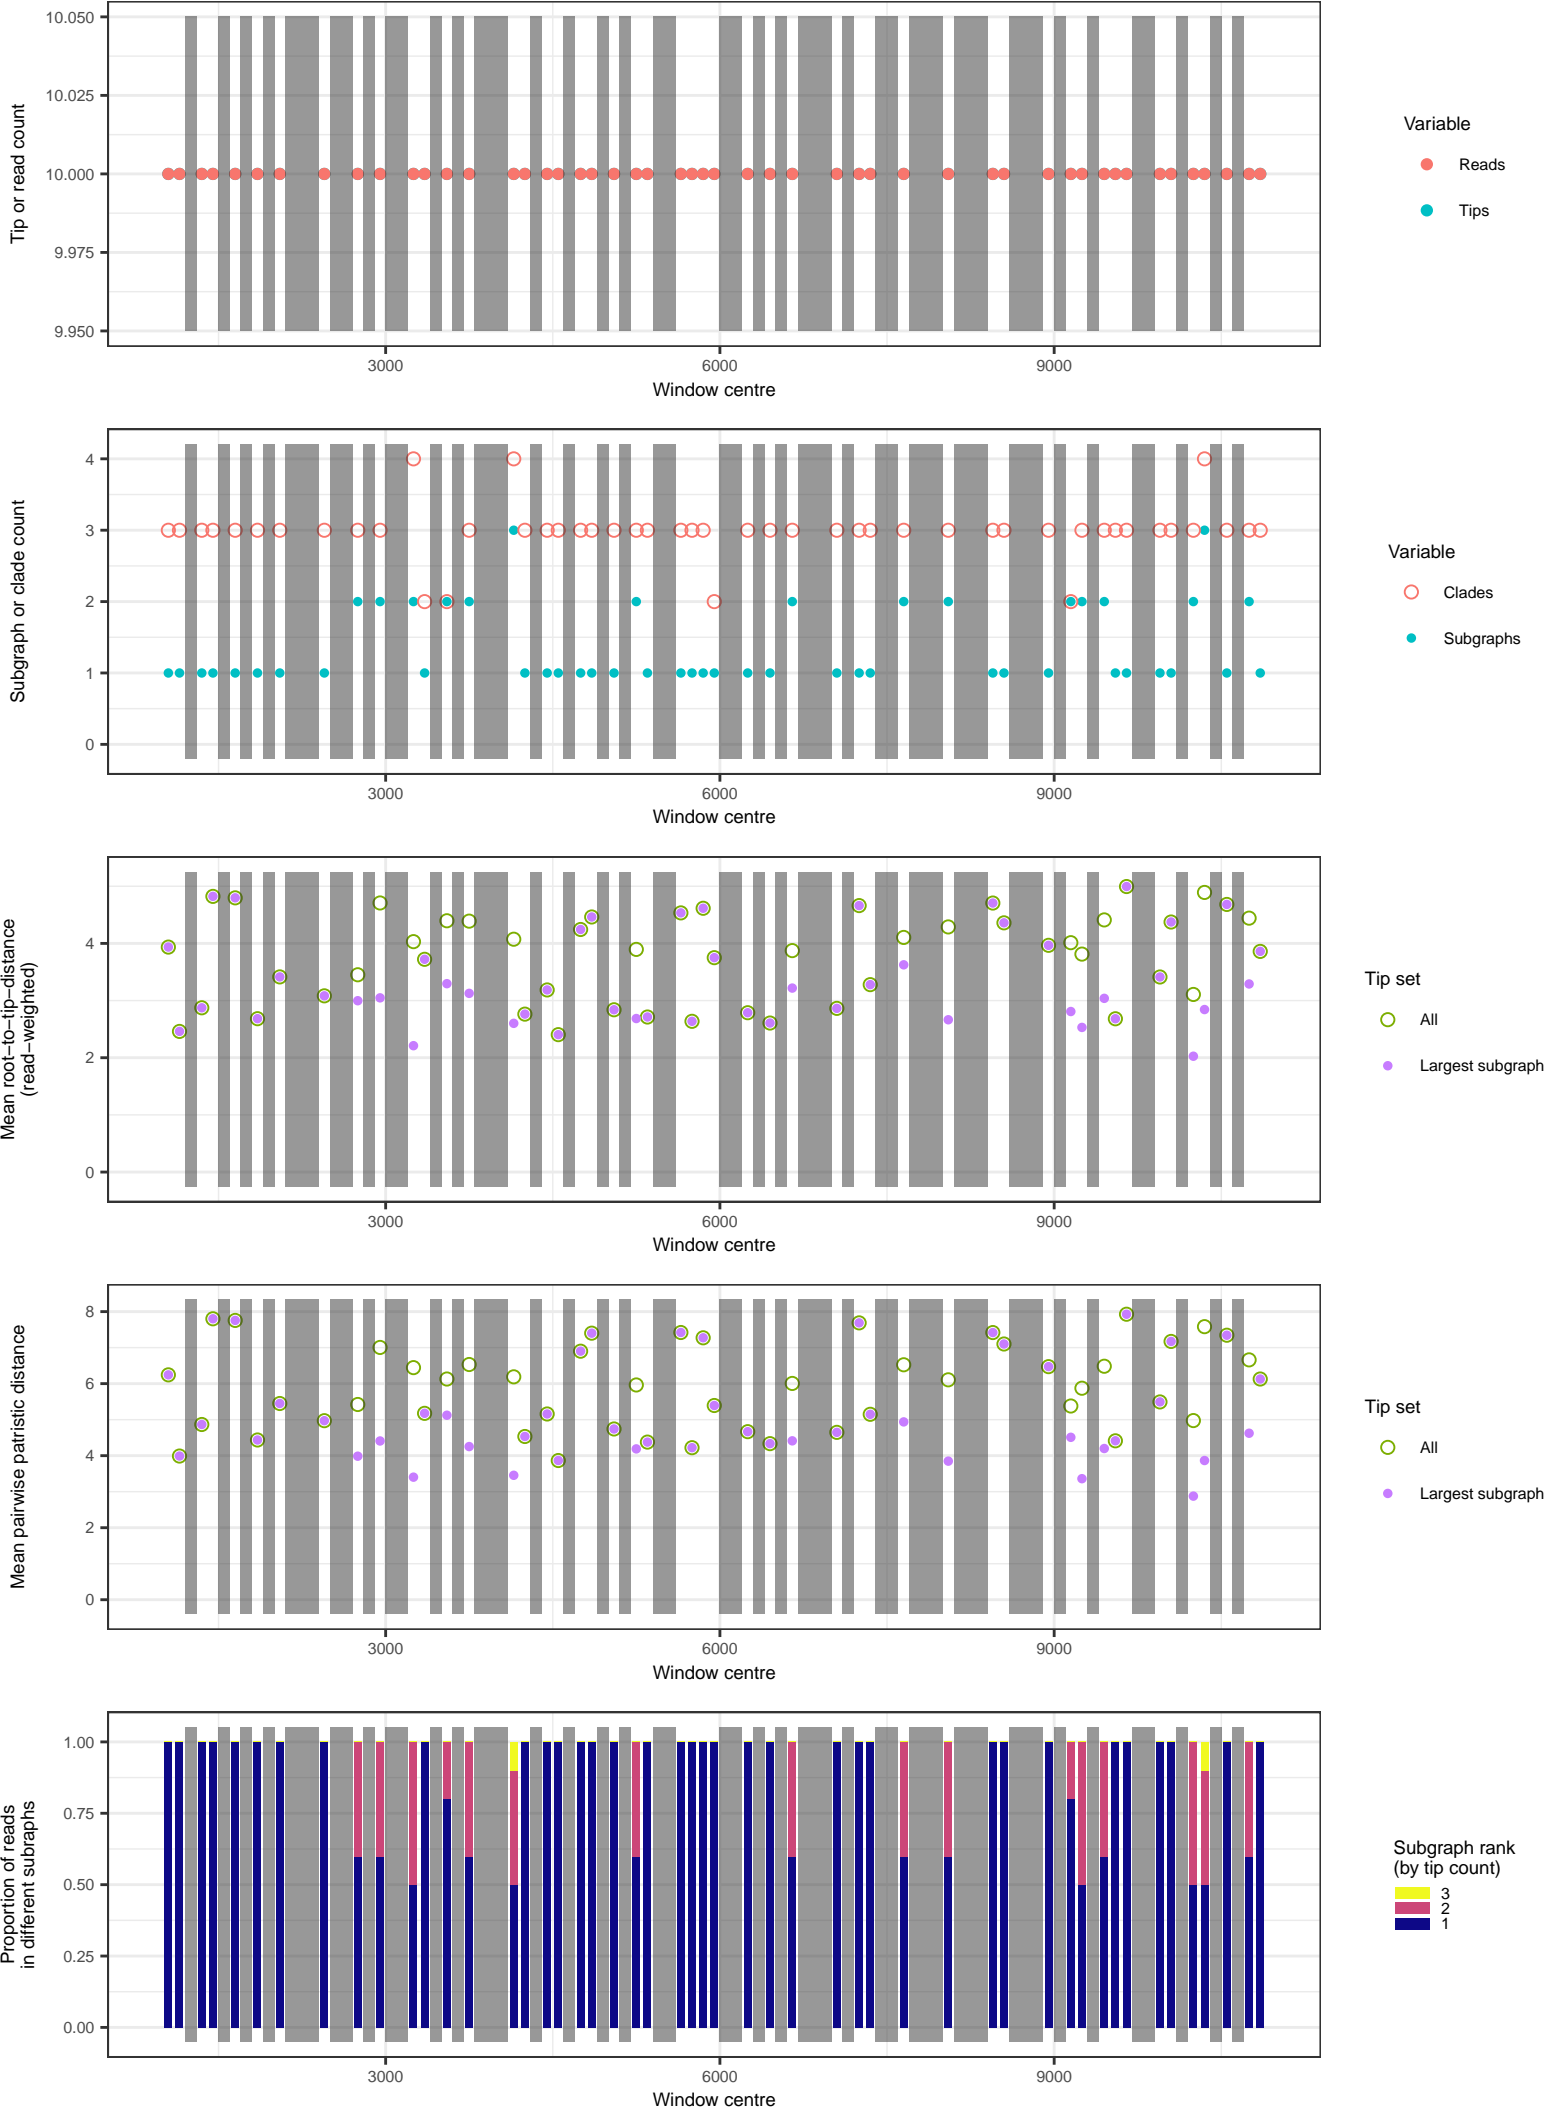 10.050
10.025
10.000
9.975
9.950
Tip or read count
3000 6000 9000
Window centre
Variable
Reads
Tips
4
3
2
1
0
Subgraph or clade count
3000 6000 9000
Window centre
Variable
Clades
Subgraphs
4
2
0
Mean root−to−tip−distance
(read−weighted)
3000 6000 9000
Window centre
Tip set
All
Largest subgraph
8
6
4
2
0
Mean pairwise patristic distance
3000 6000 9000
Window centre
Tip set
All
Largest subgraph
1.00
0.75
0.50
0.25
0.00
Proportion of reads
in different subraphs
3000 6000 9000
Window centre
Subgraph rank
(by tip count)
3
2
1